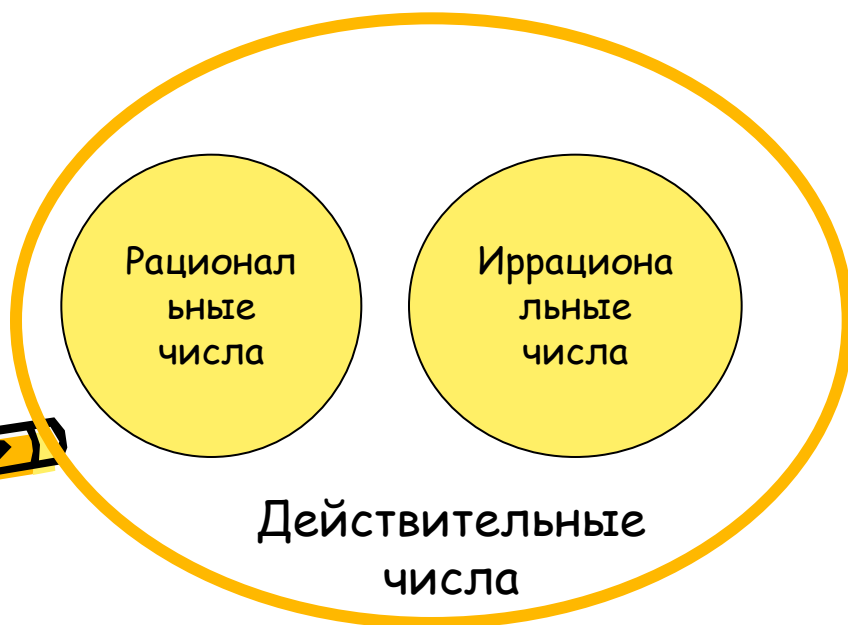 Рационал
ьные
числа
Иррациона
льные
числа
Действительные
числа